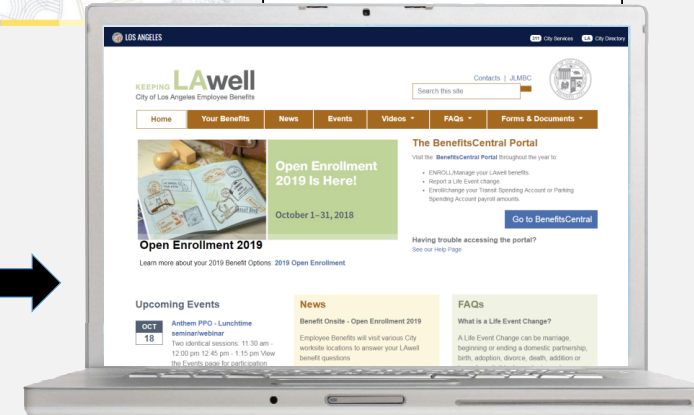 LOS ANGELES
211 City Services LA City Directory
KEEPING LAwell
City of Los Angeles Employee Benefits
Contacts | JLMBC
Search this site
Home Your Benefits News Events Videos FAQs Forms & Documents
Open Enrollment
2019 Is Here!
October 1–31, 2018
Open Enrollment 2019
Learn more about your 2019 Benefit Options: 2019 Open Enrollment
The BenefitsCentral Portal
Visit the BenefitsCentral Portal throughout the year to:
ENROLL/Manage your LAwell benefits.
Report a Life Event change.
Enroll/change your Transit Spending Account or Parking
Spending Account payroll amounts.
Go to BenefitsCentral
Having trouble accessing the portal?
See our Help Page
Upcoming Events
OCT
18
Anthem PPO - Lunchtime
seminar/webinar
Two identical sessions: 11:30 am -
12:00 pm 12:45 pm - 1:15 pm View
the Events page for participation
News
Benefit Onsite - Open Enrollment 2019
Employee Benefits will visit various City
worksite locations to answer your LAwell
benefit questions
FAQs
What is a Life Event Change?
A Life Event Change can be marriage,
beginning or ending a domestic partnership,
birth, adoption, divorce, death, addition or